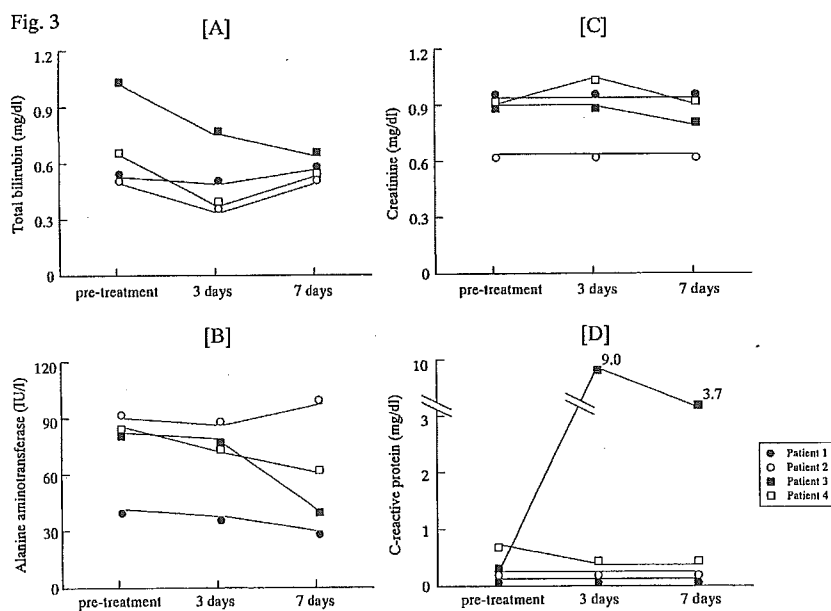 Fig. 3
[A]
Total bilirubin (mg/dl)
1.2
0.9
0.6
0.3
0
pre-treatment 3 days 7 days
[C]
Creatinine (mg/dl)
1.2
0.9
0.6
0.3
0
pre-treatment 3 days 7 days
[B]
Alanine aminotransferase (IU/l)
120
90
60
30
0
pre-treatment 3 days 7 days
[D]
C-reactive protein (mg/dl)
10
3
2
1
0
9.0
3.7
pre-treatment 3 days 7 days
Patient 1
Patient 2
Patient 3
Patient 4